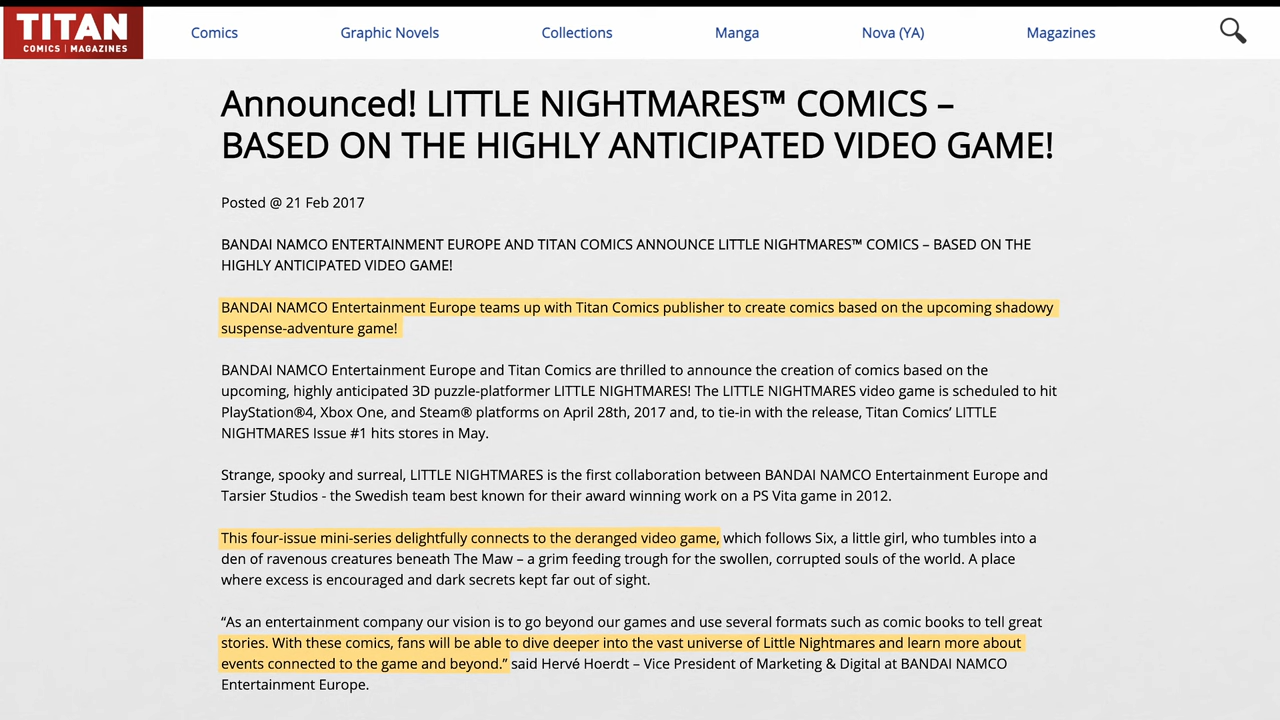 TITAN
COMICS | MAGAZINES
Comics
Graphic Novels
Collections
Manga
Nova (YA)
Magazines
Announced! LITTLE NIGHTMARES™ COMICS –
BASED ON THE HIGHLY ANTICIPATED VIDEO GAME!
Posted @ 21 Feb 2017
BANDAI NAMCO ENTERTAINMENT EUROPE AND TITAN COMICS ANNOUNCE LITTLE NIGHTMARES™ COMICS – BASED ON THE
HIGHLY ANTICIPATED VIDEO GAME!
BANDAI NAMCO Entertainment Europe teams up with Titan Comics publisher to create comics based on the upcoming shadowy
suspense-adventure game!
BANDAI NAMCO Entertainment Europe and Titan Comics are thrilled to announce the creation of comics based on the
upcoming, highly anticipated 3D puzzle-platformer LITTLE NIGHTMARES! The LITTLE NIGHTMARES video game is scheduled to hit
PlayStation®4, Xbox One, and Steam® platforms on April 28th, 2017 and, to tie-in with the release, Titan Comics’ LITTLE
NIGHTMARES Issue #1 hits stores in May.
Strange, spooky and surreal, LITTLE NIGHTMARES is the first collaboration between BANDAI NAMCO Entertainment Europe and
Tarsier Studios - the Swedish team best known for their award winning work on a PS Vita game in 2012.
This four-issue mini-series delightfully connects to the deranged video game, which follows Six, a little girl, who tumbles into a
den of ravenous creatures beneath The Maw – a grim feeding trough for the swollen, corrupted souls of the world. A place
where excess is encouraged and dark secrets kept far out of sight.
“As an entertainment company our vision is to go beyond our games and use several formats such as comic books to tell great
stories. With these comics, fans will be able to dive deeper into the vast universe of Little Nightmares and learn more about
events connected to the game and beyond.” said Hervé Hoerdt – Vice President of Marketing & Digital at BANDAI NAMCO
Entertainment Europe.